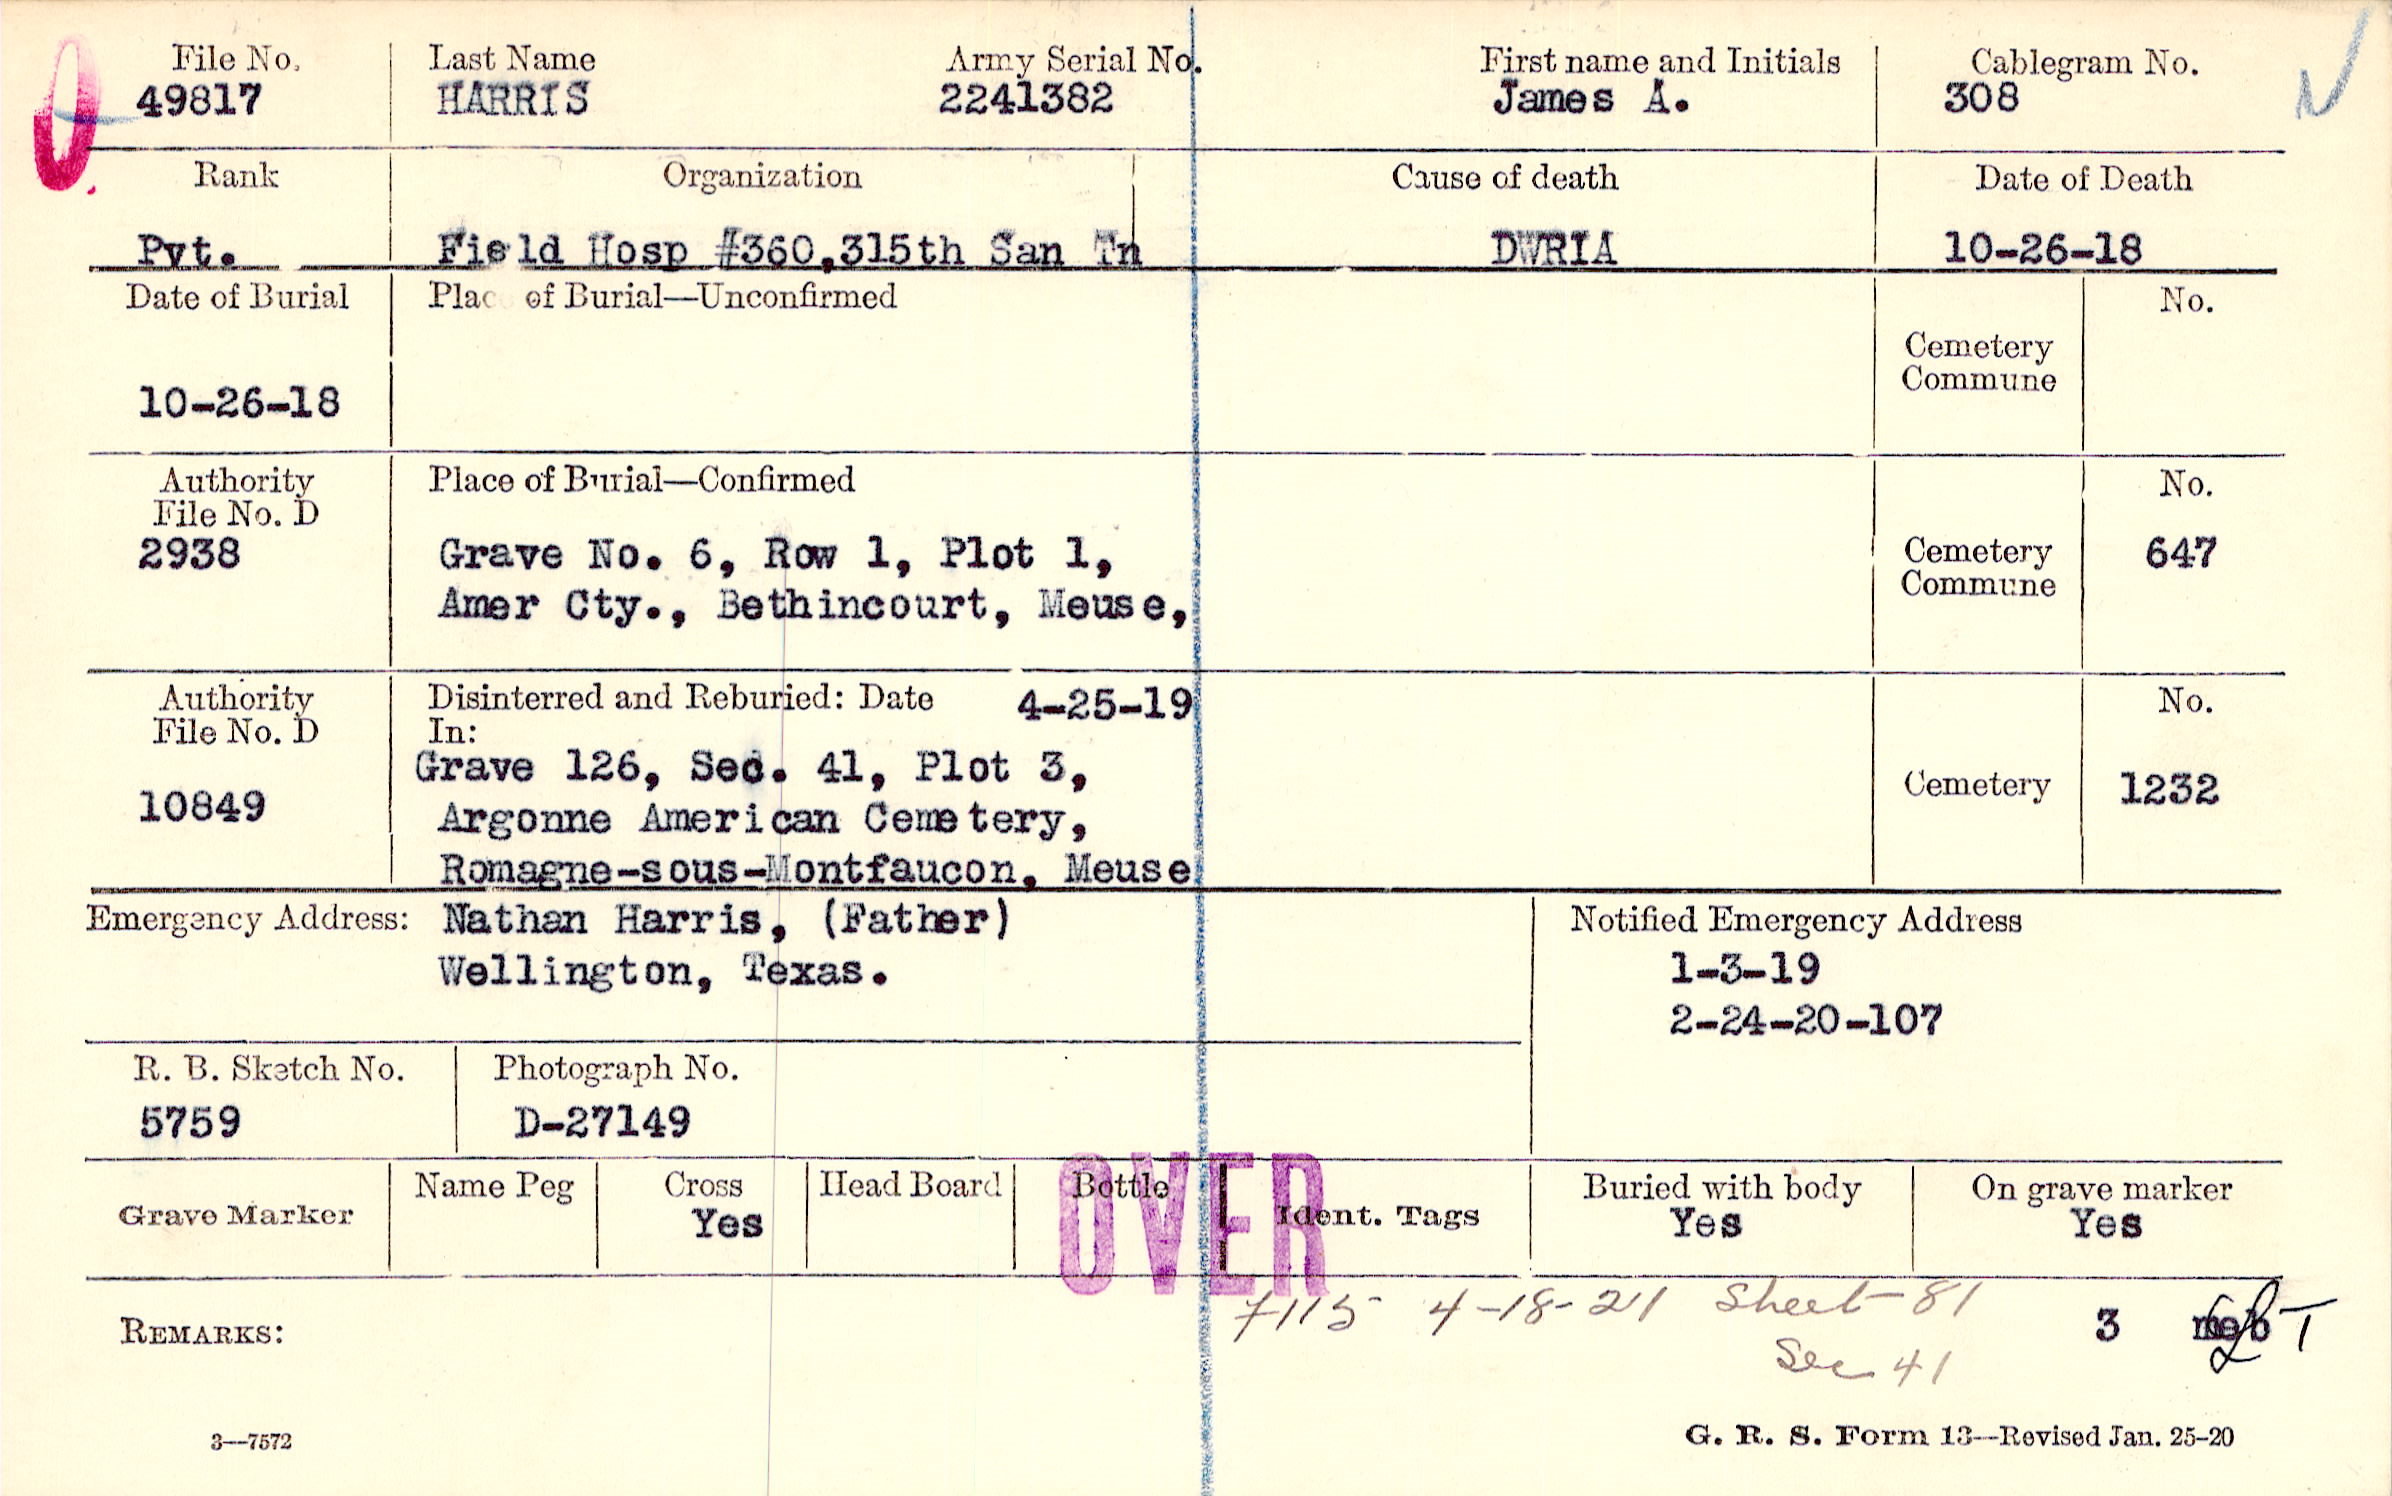 File No. Last Name Army Serial No. First name and Initials Cablegram No.
49817 HARRIS 2241382 James A. 308
Rank Organization Cause of death Date of Death
Pvt. Field Hosp #360,315th San Tn DWRIA 10-26-18
Date of Burial Place of Burial—Unconfirmed No.
Cemetery
Commune
10-26-18
Authority Place of Burial—Confirmed No.
File No. D
2938 Grave No. 6, Row 1, Plot 1, Cemetery 647
Amer Cty., Bethincourt, Meuse, Commune
Authority Disinterred and Reburied: Date 4-25-19 No.
File No. D In:
Grave 126, Sec. 41, Plot 3,
10849 Argonne American Cemetery, Cemetery 1232
Romagne-sous-Montfaucon, Meuse
Emergency Address: Nathan Harris, (Father) Notified Emergency Address
Wellington, Texas. 1-3-19
2-24-20-107
R. B. Sketch No. Photograph No.
5759 D-27149
OVER
Grave Marker Name Peg Cross Head Board Bottle Ident. Tags Buried with body On grave marker
Yes Yes Yes
7115 4-18-21 Sheet-81
REMARKS: 3
Sec 41
3—7572 G. R. S. Form 13—Revised Jan. 25-20